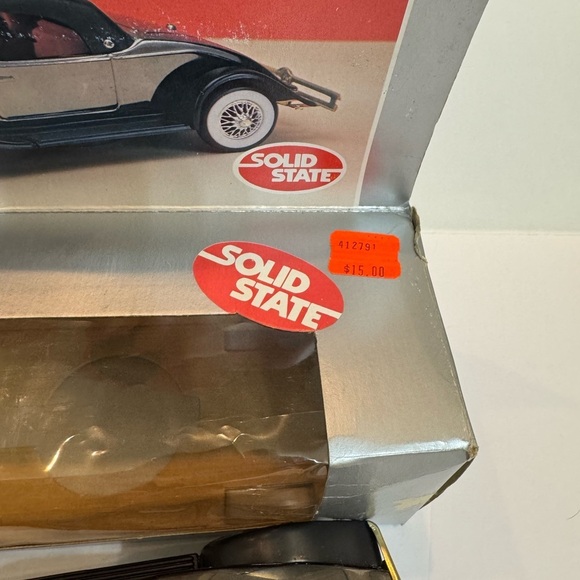 SOLID
STATE
SOLID
STATE
412791
$15.00